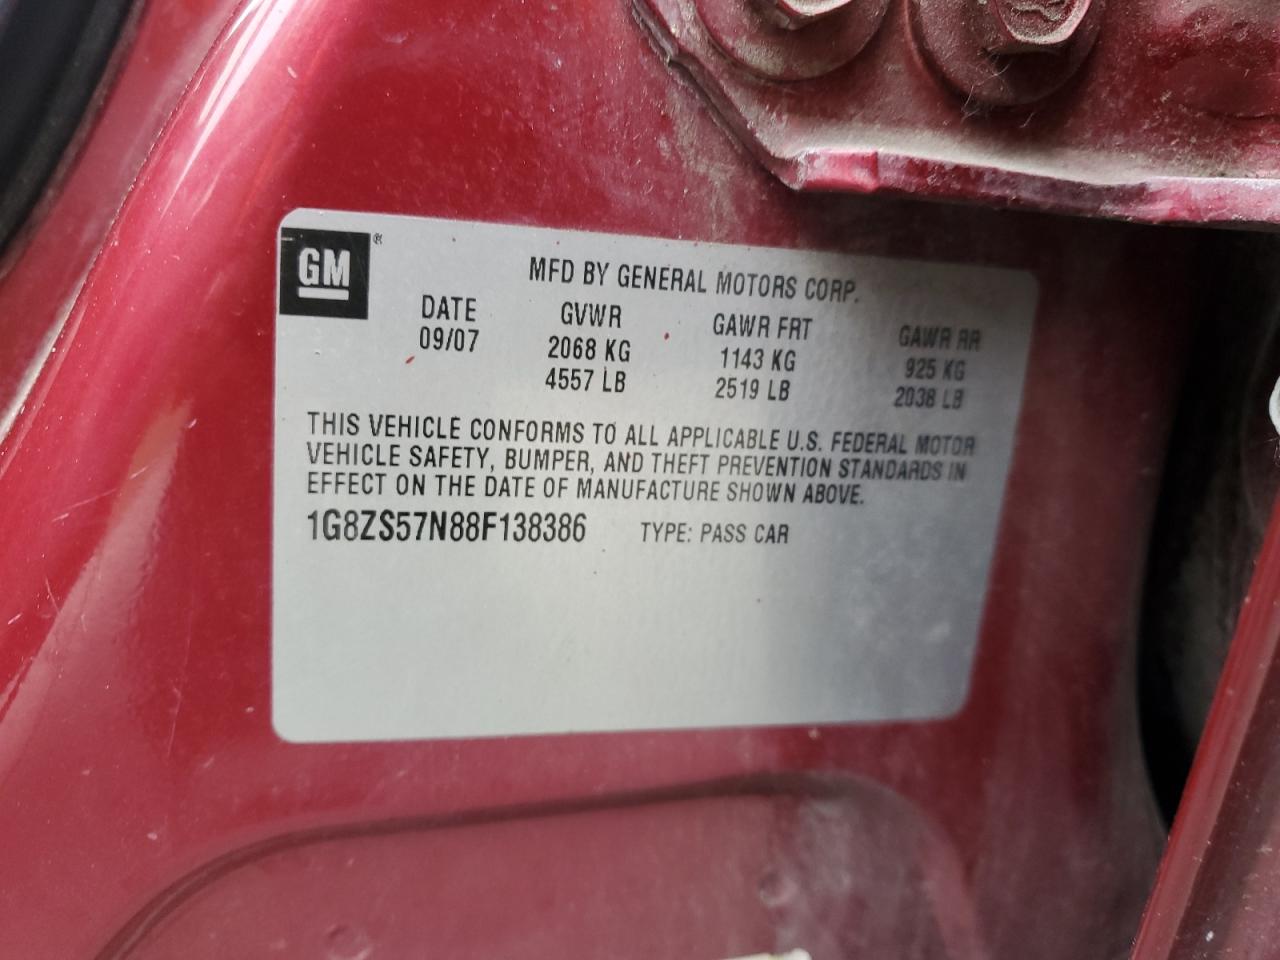 GM®
MFD BY GENERAL MOTORS CORP.
DATE GVWR GAWR FRT GAWR RR
09/07 2068 KG 1143 KG 925 KG
4557 LB 2519 LB 2038 LB
THIS VEHICLE CONFORMS TO ALL APPLICABLE U.S. FEDERAL MOTOR
VEHICLE SAFETY, BUMPER, AND THEFT PREVENTION STANDARDS IN
EFFECT ON THE DATE OF MANUFACTURE SHOWN ABOVE.
1G8ZS57N88F138386 TYPE: PASS CAR